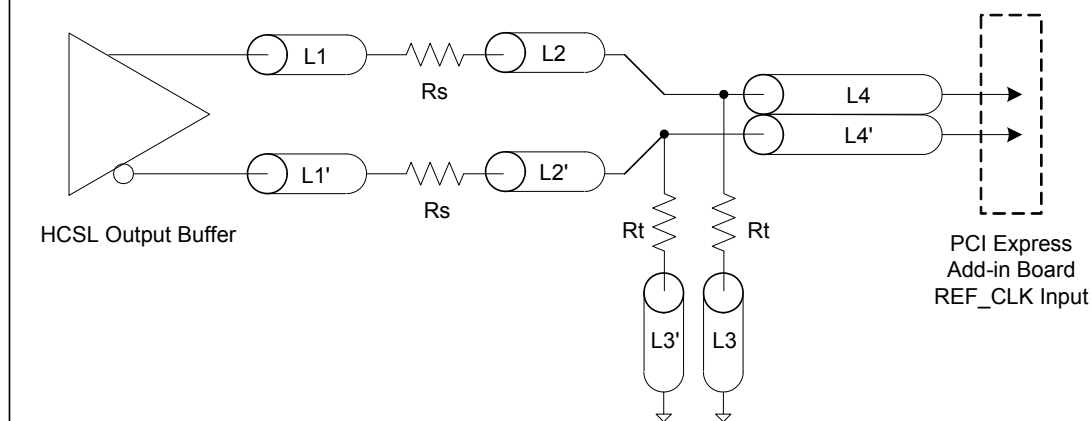 L1
Rs
L2
L4
L4'
L1'
Rs
L2'
HCSL Output Buffer
Rt
Rt
L3'
L3
PCI Express
Add-in Board
REF_CLK Input